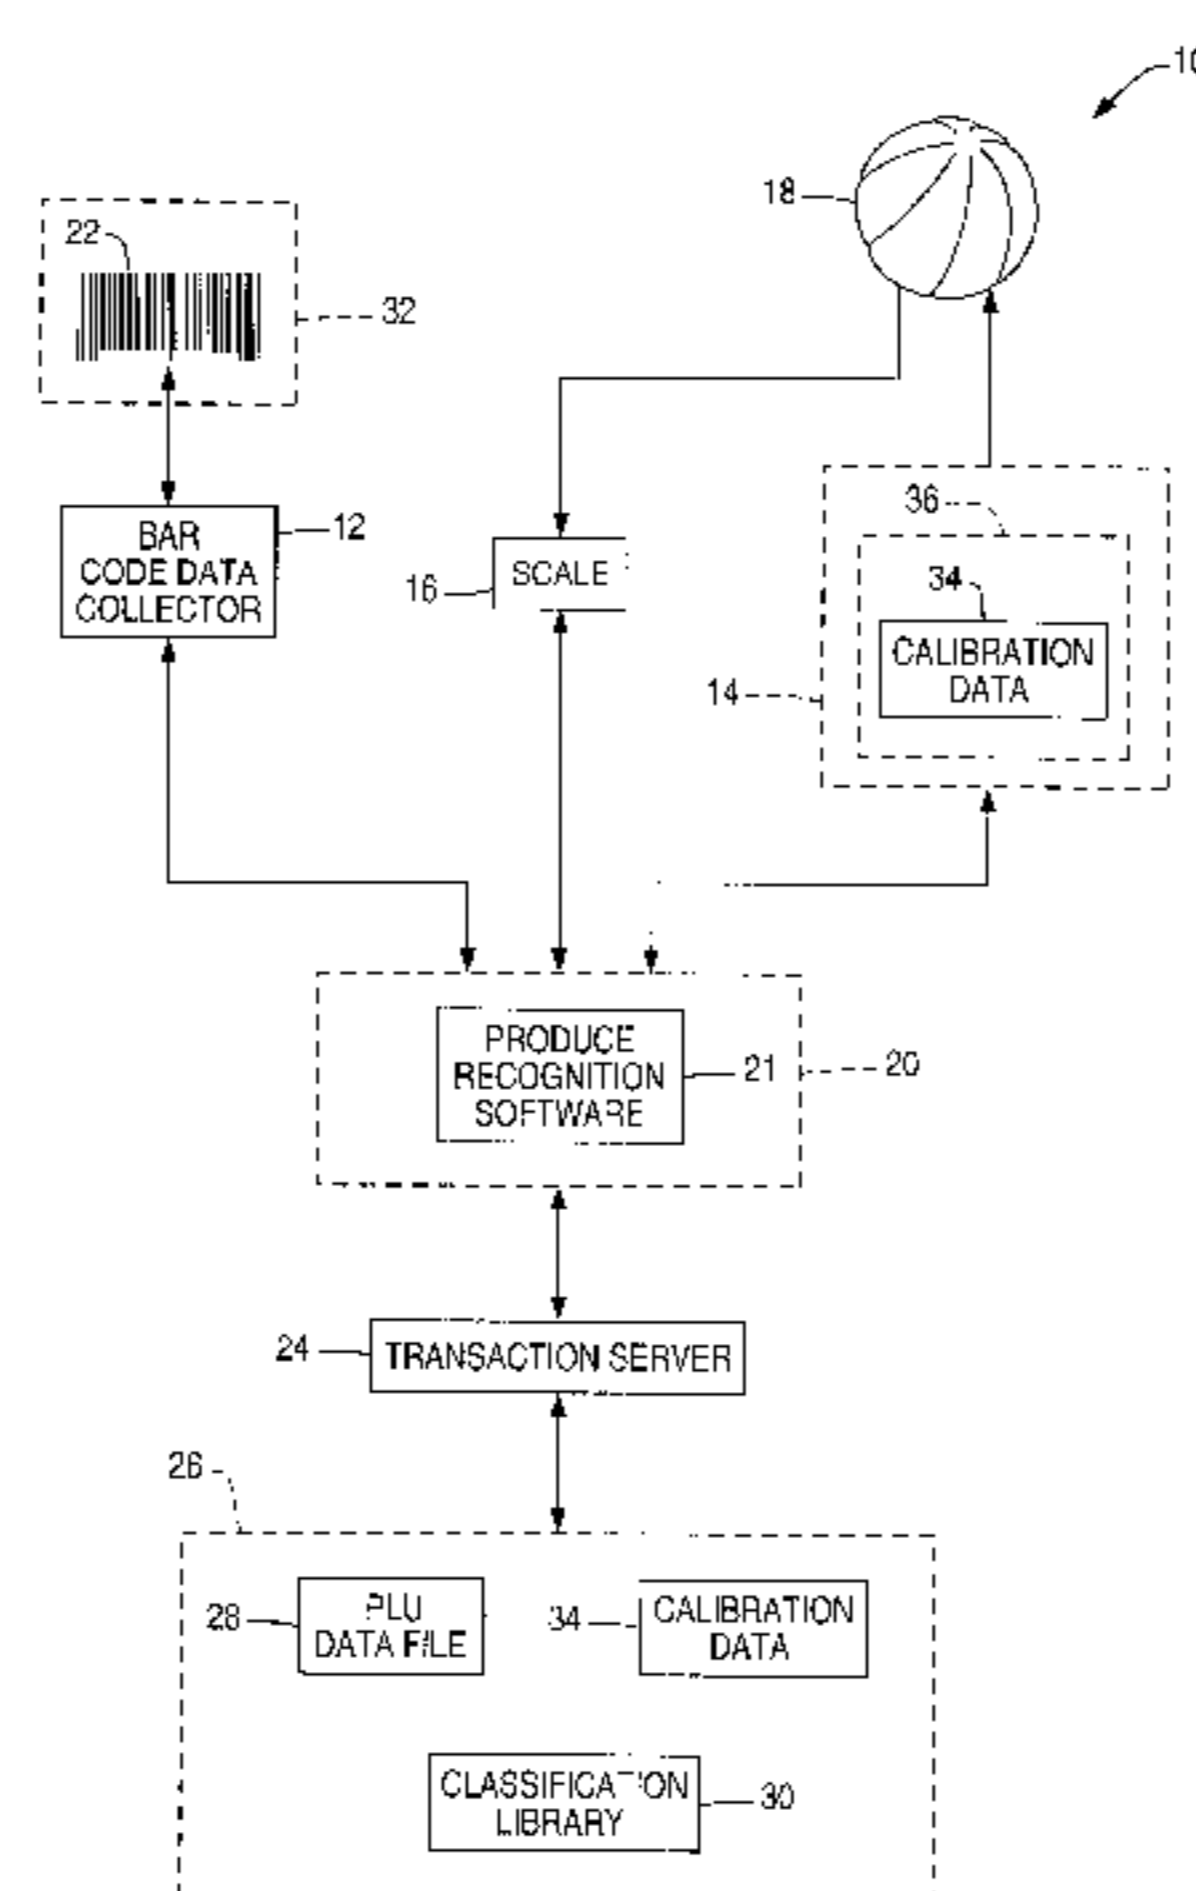 10
18
22
32
BAR
CODE DATA
COLLECTOR
12
16
SCALE
36
34
CALIBRATION
DATA
14
PRODUCE
RECOGNITION
SOFTWARE
21
20
24
TRANSACTION SERVER
26
28
PLU
DATA FILE
34
CALIBRATION
DATA
CLASSIFICATION
LIBRARY
30